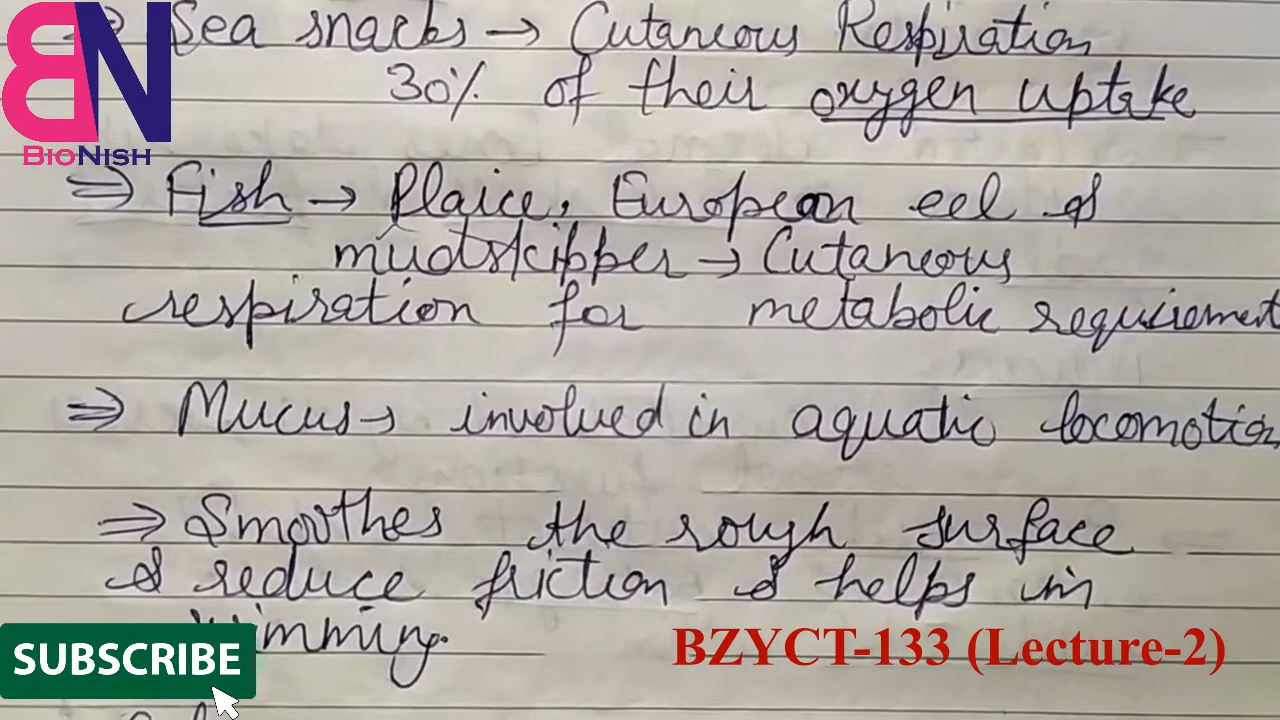 ⇒ Sea snacks → Cutaneous Respiration
30% of their oxygen uptake
BN
BIONISH
⇒ Fish → Plaice, European eel &
mudskipper → Cutaneous
respiration for metabolic requirement
⇒ Mucus → involved in aquatic locomotion
⇒ Smoothes the rough surface
& reduce friction & helps in
BZYCT-133 (Lecture-2)
SUBSCRIBE